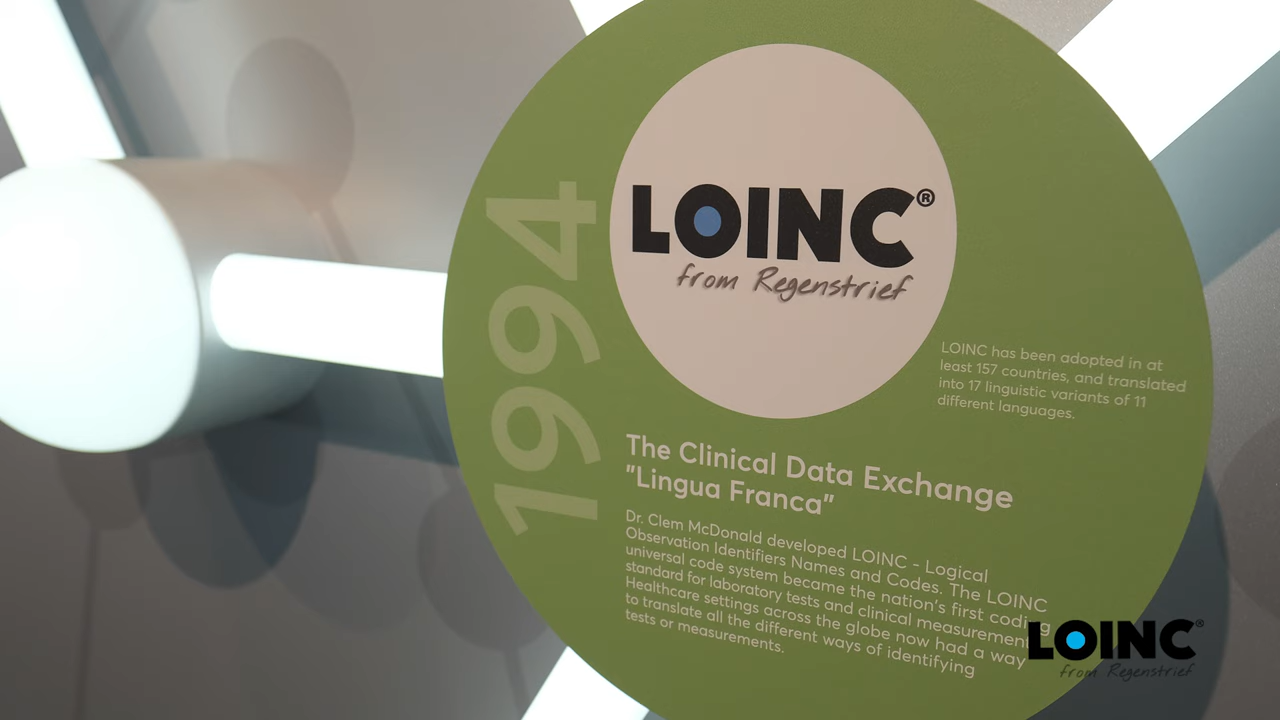 1994
LOINC®
from Regenstrief
LOINC has been adopted in at
least 157 countries, and translated
into 17 linguistic variants of 11
different languages.
The Clinical Data Exchange
"Lingua Franca"
Dr. Clem McDonald developed LOINC - Logical
Observation Identifiers Names and Codes. The LOINC
universal code system became the nation's first coding
standard for laboratory tests and clinical measurement
Healthcare settings across the globe now had a way
to translate all the different ways of identifying
tests or measurements.
LOINC®
from Regenstrief